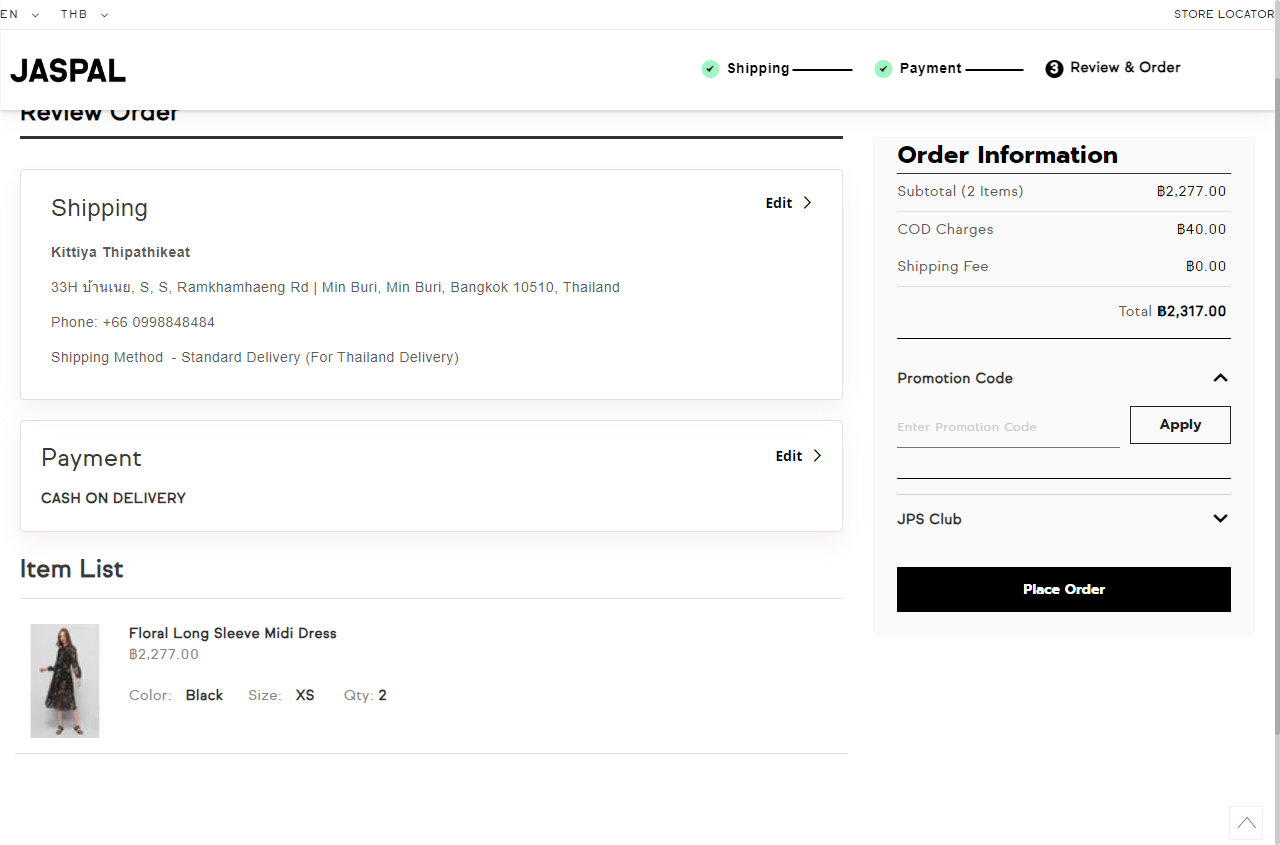 EN THB STORE LOCATOR
JASPAL
Shipping Payment 3 Review & Order
Review Order
Shipping Edit
Kittiya Thipathikeat
33H บ้านเนย, S, S, Ramkhamhaeng Rd | Min Buri, Min Buri, Bangkok 10510, Thailand
Phone: +66 0998848484
Shipping Method - Standard Delivery (For Thailand Delivery)
Payment Edit
CASH ON DELIVERY
Item List
Floral Long Sleeve Midi Dress
฿2,277.00
Color: Black Size: XS Qty: 2
Order Information
Subtotal (2 Items) ฿2,277.00
COD Charges ฿40.00
Shipping Fee ฿0.00
Total ฿2,317.00
Promotion Code
Enter Promotion Code Apply
JPS Club
Place Order